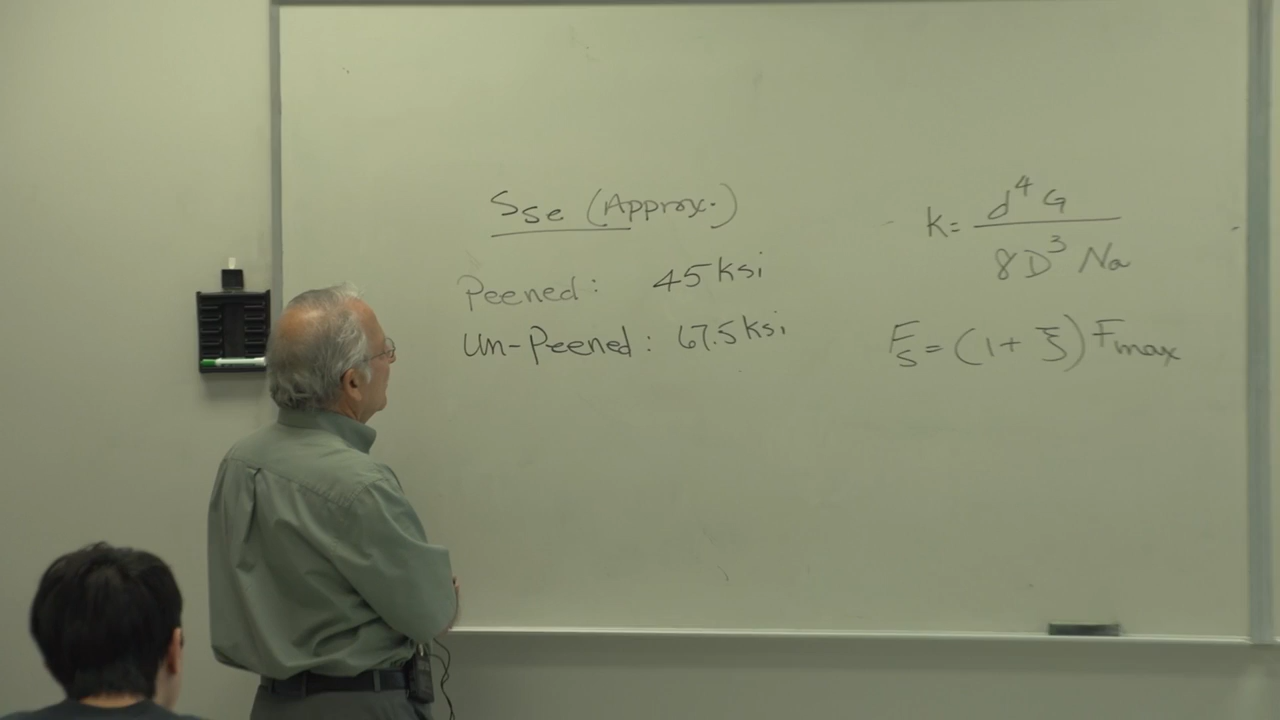 Sse (Approx.)
Peened: 45 ksi
Un-Peened: 67.5 ksi
k = d⁴ G / 8 D³ Na
Fs = (1 + ξ) Fmax